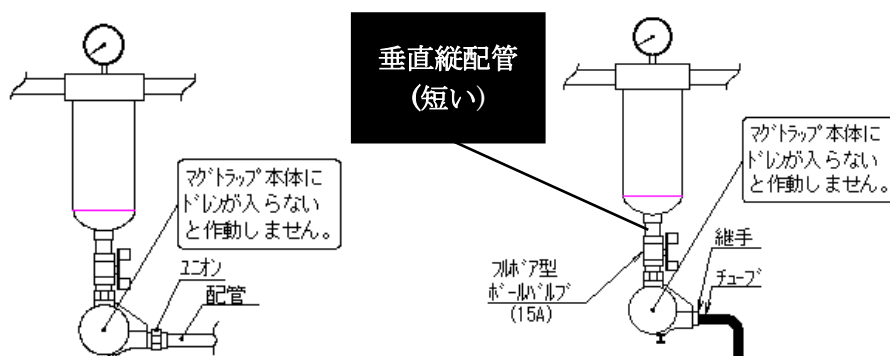 垂直縦配管
(短い)
マグトラップ本体に
ドレンが入らない
と作動しません。
ユニオン
配管
マグトラップ本体に
ドレンが入らない
と作動しません。
継手
チューブ
フルボア型
ボールバルブ
(15A)